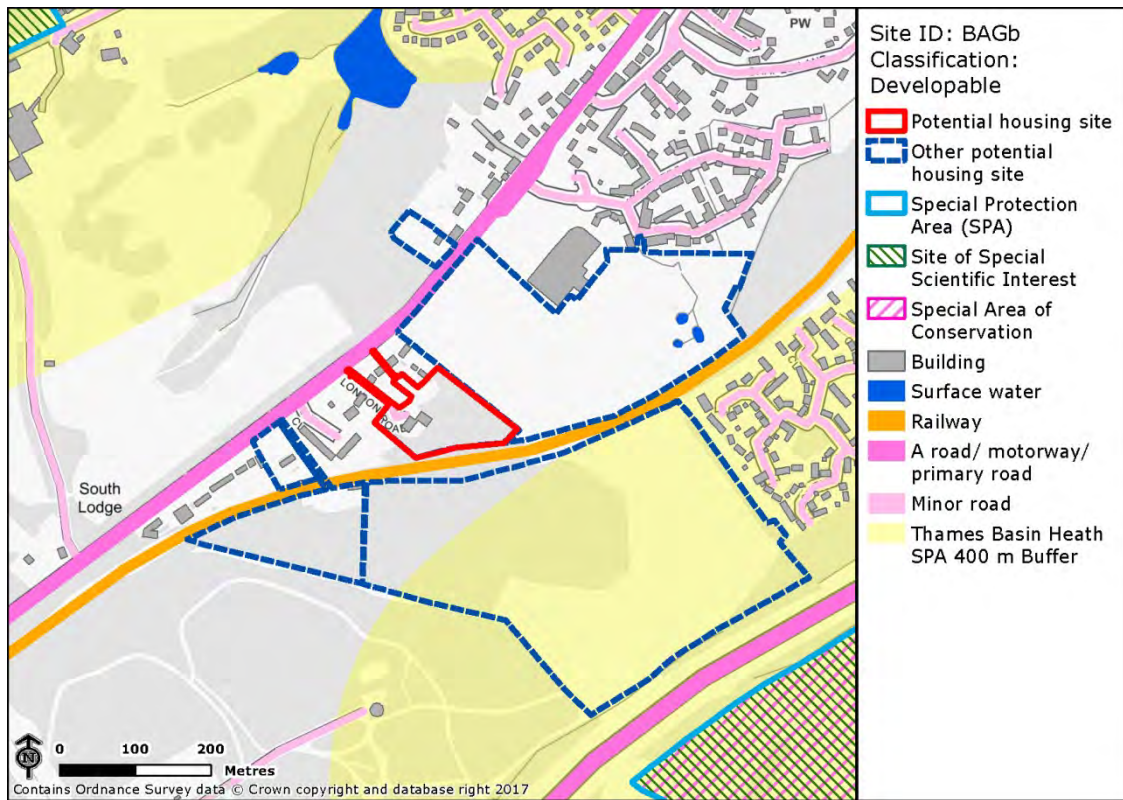 PW
LONDON ROAD
South
Lodge
N
0 100 200
Metres
Contains Ordnance Survey data © Crown copyright and database right 2017
Site ID: BAGb
Classification:
Developable
Potential housing site
Other potential
housing site
Special Protection
Area (SPA)
Site of Special
Scientific Interest
Special Area of
Conservation
Building
Surface water
Railway
A road/ motorway/
primary road
Minor road
Thames Basin Heath
SPA 400 m Buffer